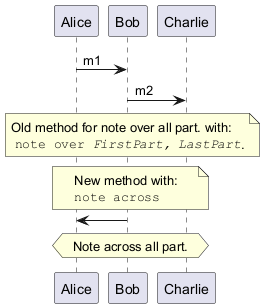 Alice Bob Charlie
m1
m2
Old method for note over all part. with:
note over FirstPart, LastPart.
New method with:
note across
Note across all part.
Alice Bob Charlie